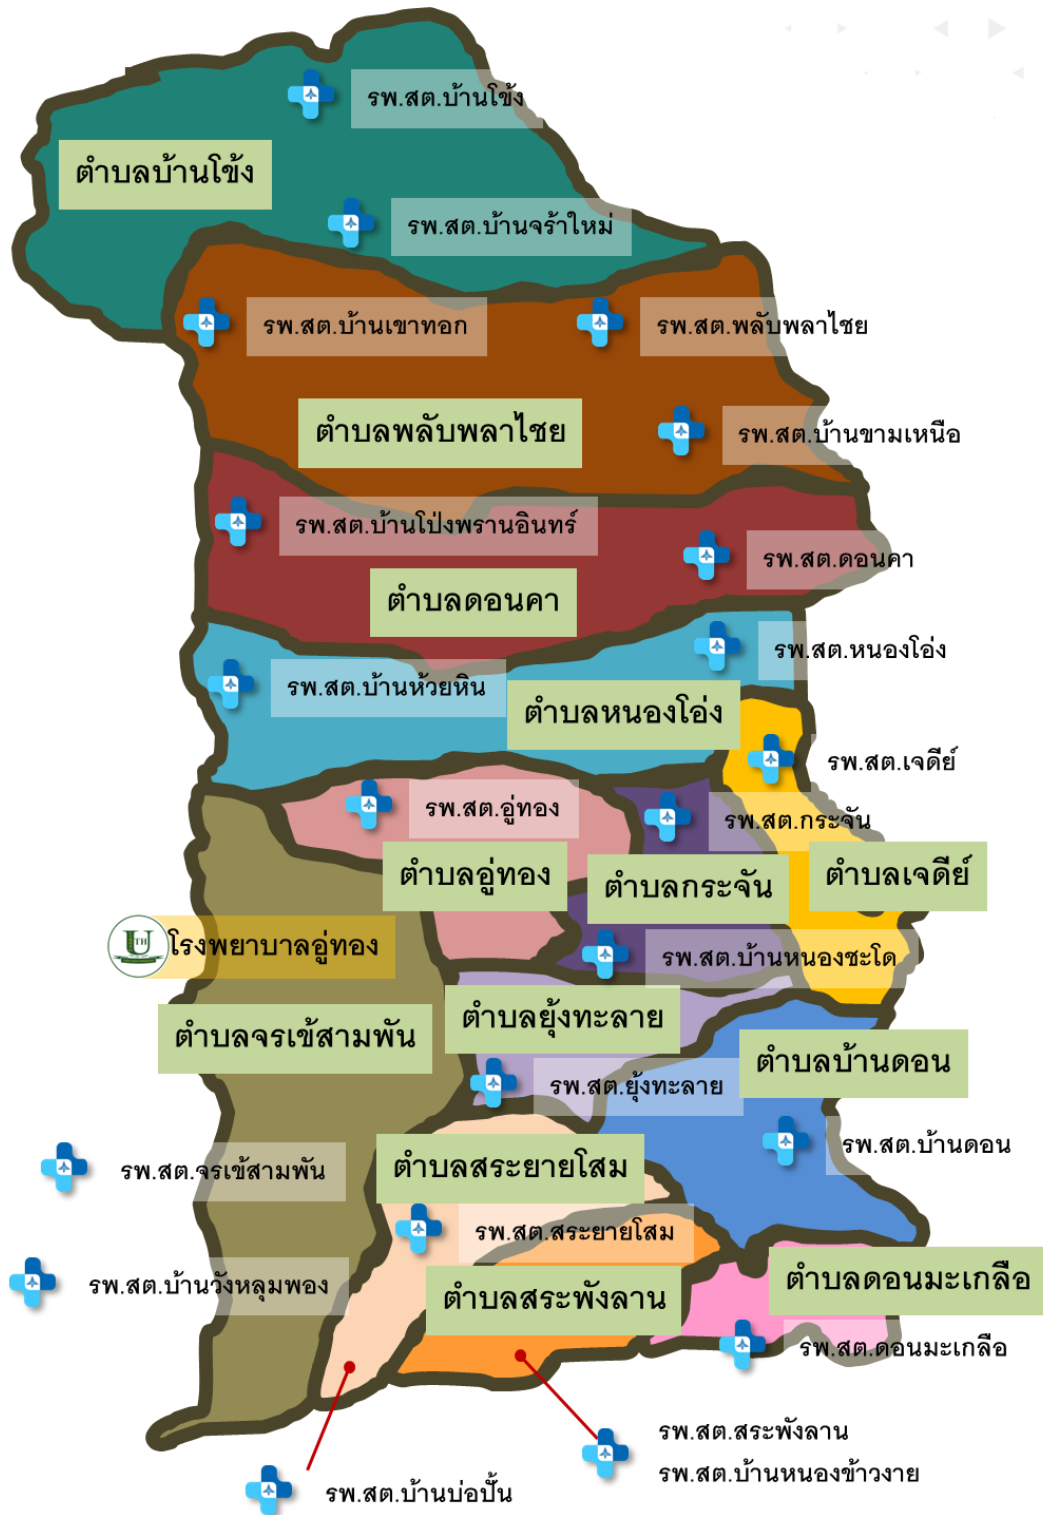 รพ.สต.บ้านโข้ง
ตำบลบ้านโข้ง
รพ.สต.บ้านจร้าใหม่
รพ.สต.บ้านเขาทอก
รพ.สต.พลับพลาไชย
ตำบลพลับพลาไชย
รพ.สต.บ้านขามเหนือ
รพ.สต.บ้านโป่งพรานอินทร์
รพ.สต.ดอนคา
ตำบลดอนคา
รพ.สต.หนองโอ่ง
รพ.สต.บ้านห้วยหิน
ตำบลหนองโอ่ง
รพ.สต.เจดีย์
รพ.สต.อู่ทอง
รพ.สต.กระจัน
ตำบลอู่ทอง
ตำบลกระจัน
ตำบลเจดีย์
U
TH
โรงพยาบาลอู่ทอง
รพ.สต.บ้านหนองชะโด
ตำบลยุ้งทะลาย
ตำบลจรเข้สามพัน
ตำบลบ้านดอน
รพ.สต.ยุ้งทะลาย
รพ.สต.บ้านดอน
รพ.สต.จรเข้สามพัน
ตำบลสระยายโสม
รพ.สต.สระยายโสม
รพ.สต.บ้านวังหลุมพอง
ตำบลสระพังลาน
ตำบลดอนมะเกลือ
รพ.สต.ดอนมะเกลือ
รพ.สต.สระพังลาน
รพ.สต.บ้านหนองข้าวงาย
รพ.สต.บ้านบ่อปั้น